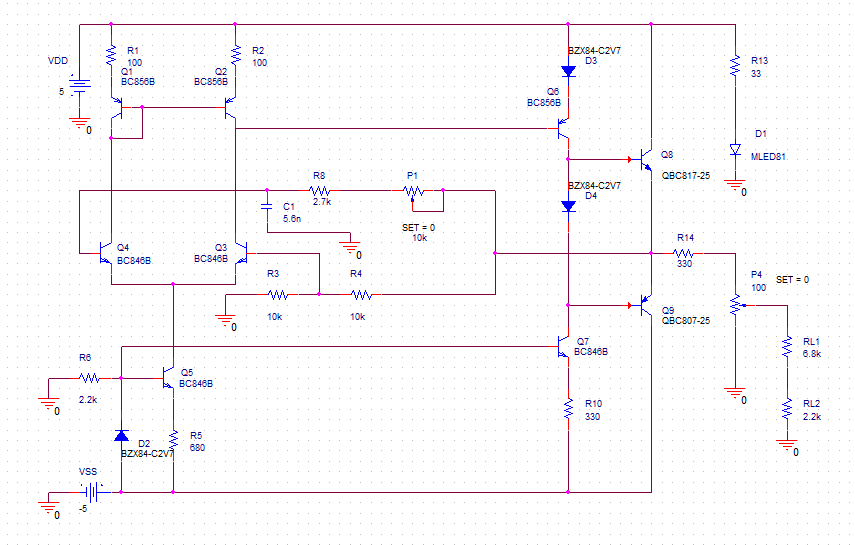 BZX84-C2V7
D3
R1
100
R2
100
VDD
5
0
Q1
BC856B
Q2
BC856B
Q6
BC856B
R13
33
D1
MLED81
0
Q8
QBC817-25
R8
2.7k
P1
SET = 0
10k
BZX84-C2V7
D4
C1
5.6n
0
Q4
BC846B
Q3
BC846B
R14
330
P4
100
SET = 0
R3
10k
R4
10k
0
Q9
QBC807-25
RL1
6.8k
Q7
BC846B
R6
2.2k
0
Q5
BC846B
0
RL2
2.2k
0
R10
330
D2
BZX84-C2V7
R5
680
VSS
-5
0